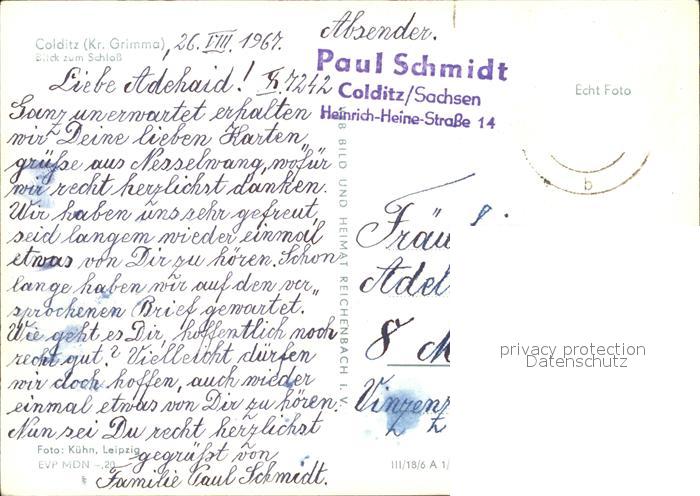 Colditz (Kr. Grimma)
Blick zum Schloß
, 26. VIII. 1967.
Liebe Adehaid!
Ganz unerwartet erhalten
wir Deine lieben Karten„
grüße aus Nesselwang, wofür
wir recht herzlichst danken.
Wir haben uns sehr gefreut,
seid langem wieder einmal
etwas von Dir zu hören. Schon
lange haben wir auf den ver„
sprochenen Brief gewartet.
Wie geht es Dir, hoffentlich noch
recht gut? Vielleicht dürfen
wir doch hoffen, auch wieder
einmal etwas von Dir zu hören.
Nun sei Du recht herzlichst
gegrüßt von
Familie Paul Schmidt.
Foto: Kühn, Leipzig
EVP MDN –,20
BILD UND HEIMAT REICHENBACH i. V.
III/18/6 A 1/
Absender.
7242
Paul Schmidt
Colditz/Sachsen
Heinrich-Heine-Straße 14
Echt Foto
b
Fräu
Adel
8
Vinzenz
privacy protection
Datenschutz